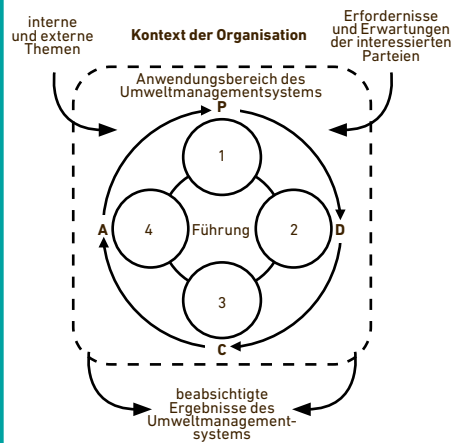 interne
und externe
Themen
Kontext der Organisation
Erfordernisse
und Erwartungen
der interessierten
Parteien
Anwendungsbereich des
Umweltmanagementsystems
P
1
A
4
Führung
2
D
3
C
beabsichtigte
Ergebnisse des
Umweltmanagement-
systems